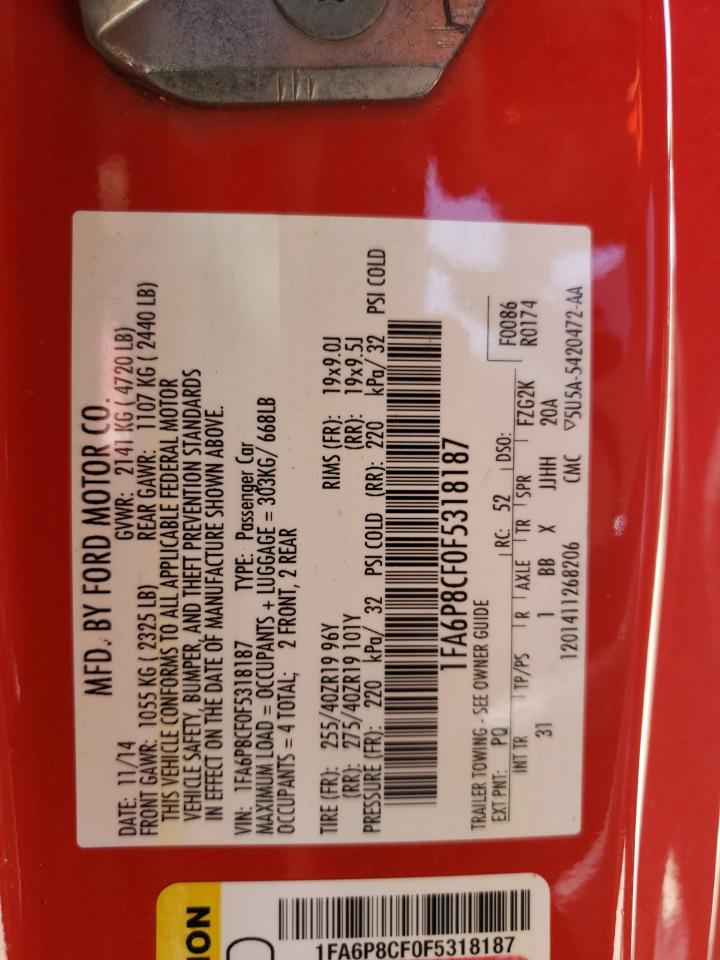 MFD. BY FORD MOTOR CO.
DATE: 11/14 GVWR: 2141 KG ( 4720 LB)
FRONT GAWR: 1055 KG ( 2325 LB) REAR GAWR: 1107 KG ( 2440 LB)
THIS VEHICLE CONFORMS TO ALL APPLICABLE FEDERAL MOTOR
VEHICLE SAFETY, BUMPER, AND THEFT PREVENTION STANDARDS
IN EFFECT ON THE DATE OF MANUFACTURE SHOWN ABOVE.
VIN: 1FA6P8CF0F5318187 TYPE: Passenger Car
MAXIMUM LOAD = OCCUPANTS + LUGGAGE = 303KG/ 668LB
OCCUPANTS = 4 TOTAL; 2 FRONT, 2 REAR
TIRE (FR): 255/40ZR19 96Y RIMS (FR): 19x9.0J
(RR): 275/40ZR19 101Y (RR): 19x9.5J
PRESSURE (FR): 220 kPa/ 32 PSI COLD (RR): 220 kPa/ 32 PSI COLD
1FA6P8CF0F5318187
TRAILER TOWING - SEE OWNER GUIDE F0086
EXT PNT: PQ RC: 52 DSO: R0174
INT TR TP/PS R AXLE TR SPR FZG2K
31 1 BB X JJHH 20A
1201411268206 CMC ▽5U5A-5420472-AA
ION
1FA6P8CF0F5318187